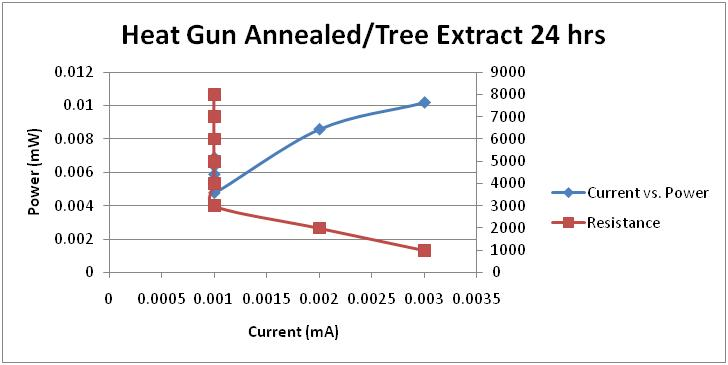 Heat Gun Annealed/Tree Extract 24 hrs
0.012
0.01
0.008
0.006
0.004
0.002
0
Power (mW)
9000
8000
7000
6000
5000
4000
3000
2000
1000
0
0 0.0005 0.001 0.0015 0.002 0.0025 0.003 0.0035
Current (mA)
Current vs. Power
Resistance